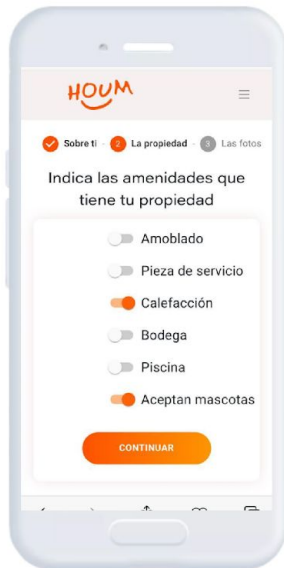 HOUM
Sobre ti - 2 La propiedad - 3 Las fotos
Indica las amenidades que
tiene tu propiedad
Amoblado
Pieza de servicio
Calefacción
Bodega
Piscina
Aceptan mascotas
CONTINUAR